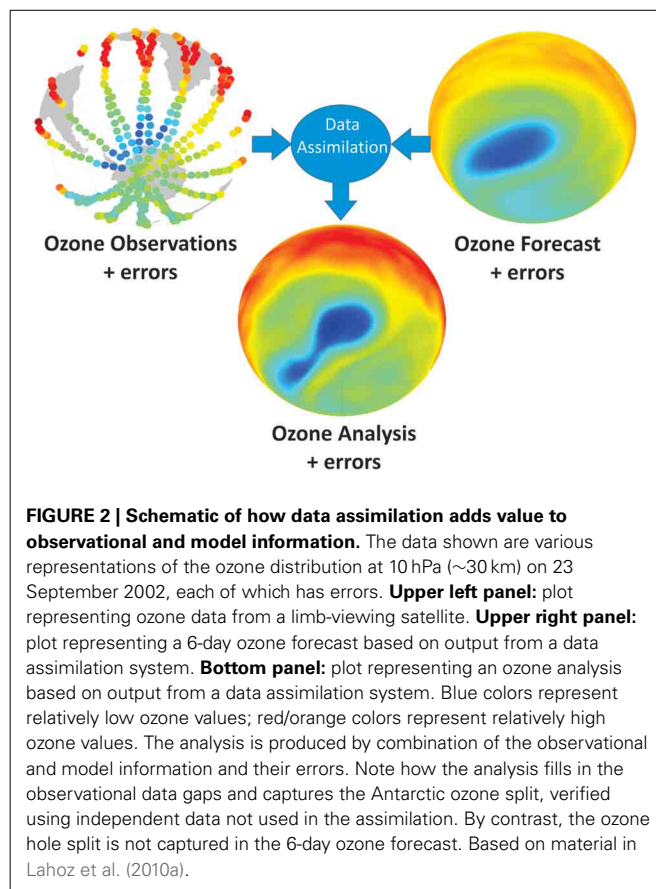 Data
Assimilation
Ozone Observations
+ errors
Ozone Forecast
+ errors
Ozone Analysis
+ errors
FIGURE 2 | Schematic of how data assimilation adds value to
observational and model information. The data shown are various
representations of the ozone distribution at 10 hPa (∼30 km) on 23
September 2002, each of which has errors. Upper left panel: plot
representing ozone data from a limb-viewing satellite. Upper right panel:
plot representing a 6-day ozone forecast based on output from a data
assimilation system. Bottom panel: plot representing an ozone analysis
based on output from a data assimilation system. Blue colors represent
relatively low ozone values; red/orange colors represent relatively high
ozone values. The analysis is produced by combination of the observational
and model information and their errors. Note how the analysis fills in the
observational data gaps and captures the Antarctic ozone split, verified
using independent data not used in the assimilation. By contrast, the ozone
hole split is not captured in the 6-day ozone forecast. Based on material in
Lahoz et al. (2010a).